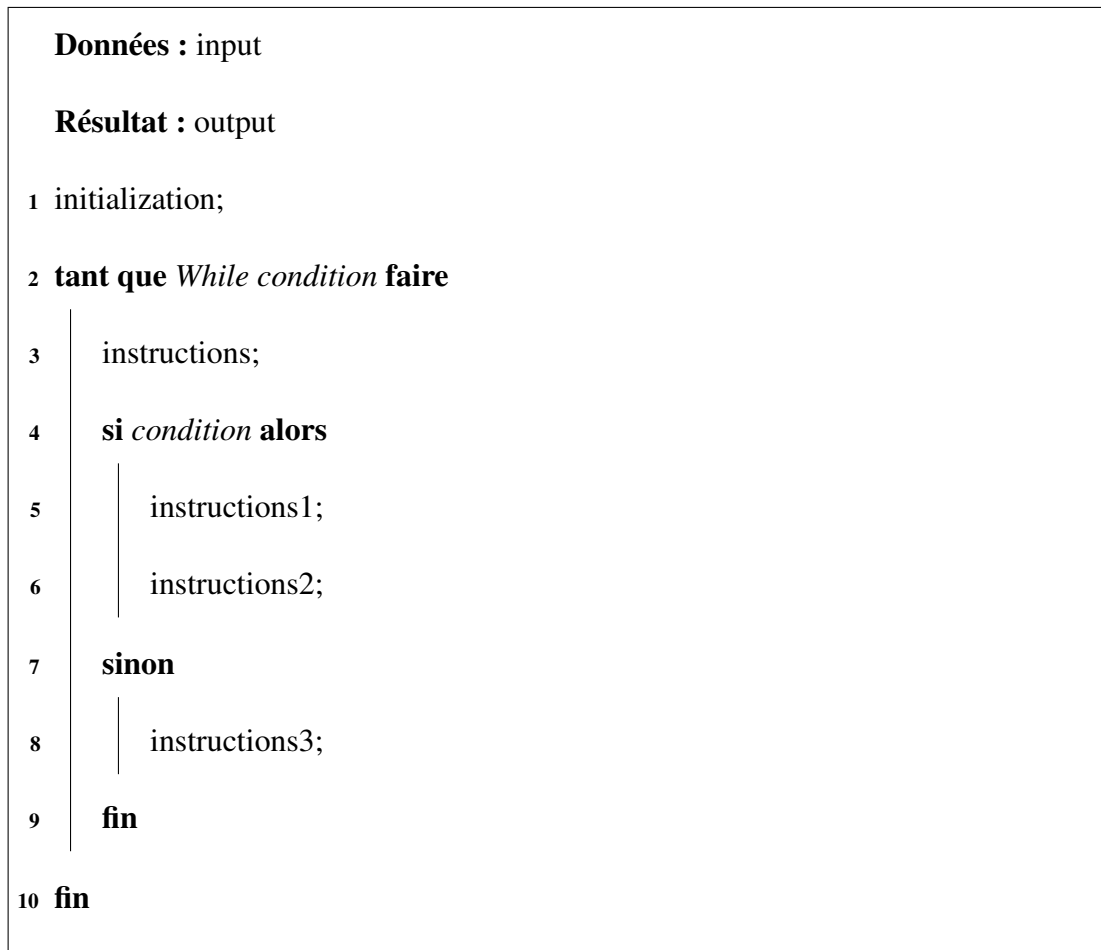 Données : input
Résultat : output
1 initialization;
2 tant que While condition faire
3 instructions;
4 si condition alors
5 instructions1;
6 instructions2;
7 sinon
8 instructions3;
9 fin
10 fin